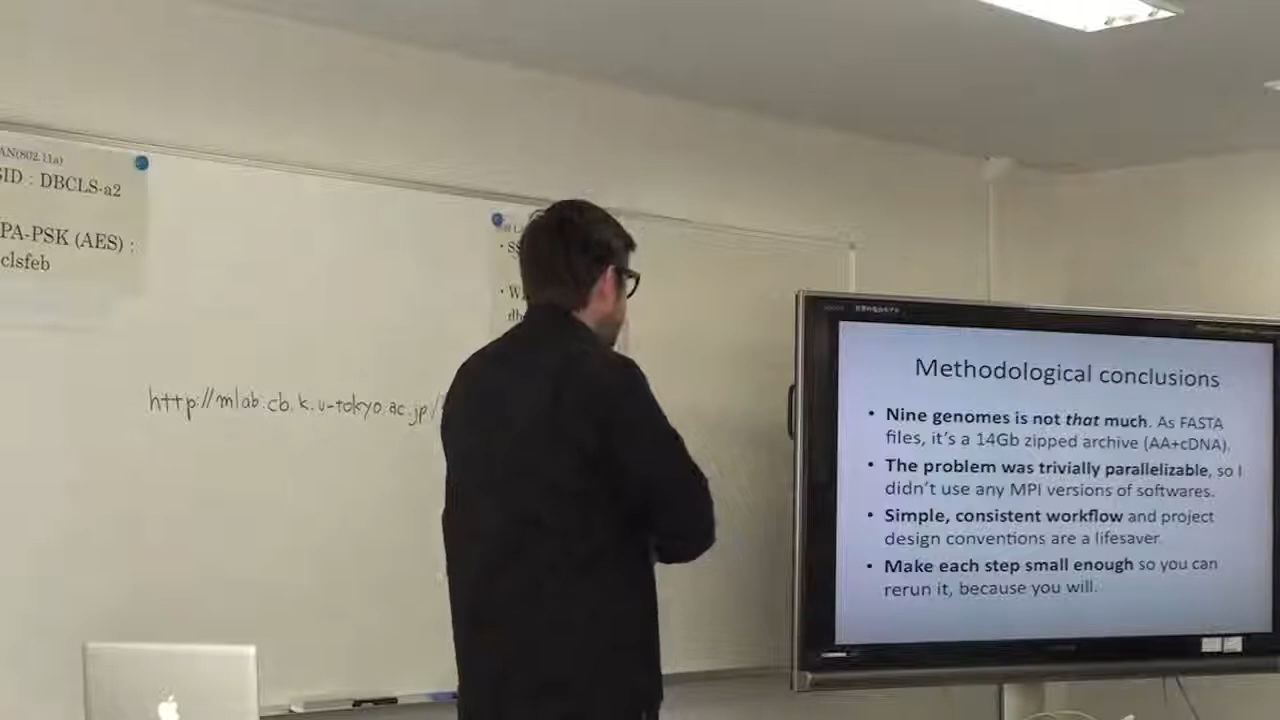 AN(802.11a)
SID : DBCLS-a2
PA-PSK (AES) :
clsfeb
http://mlab.cb.k.u-tokyo.ac.jp/
Methodological conclusions
• Nine genomes is not that much. As FASTA
files, it's a 14Gb zipped archive (AA+cDNA).
• The problem was trivially parallelizable, so I
didn't use any MPI versions of softwares.
• Simple, consistent workflow and project
design conventions are a lifesaver.
• Make each step small enough so you can
rerun it, because you will.